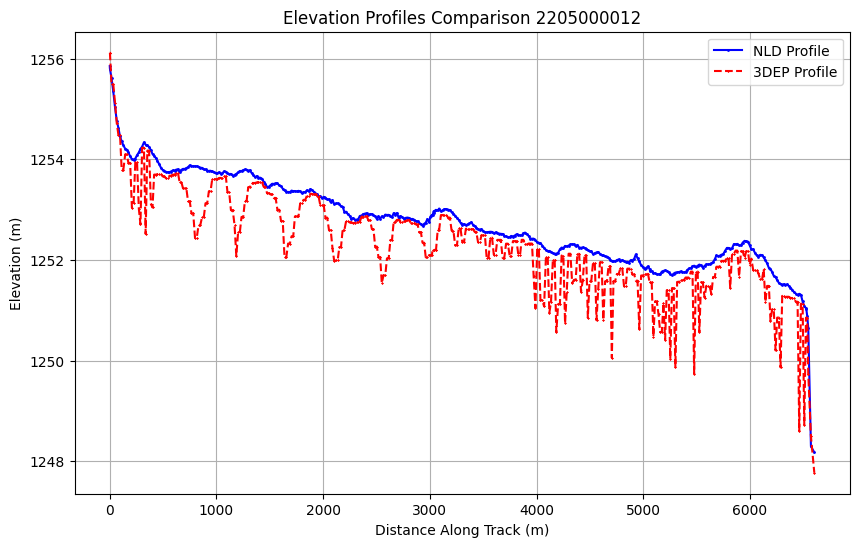 Elevation Profiles Comparison 2205000012
NLD Profile
3DEP Profile
Elevation (m)
1256
1254
1252
1250
1248
0 1000 2000 3000 4000 5000 6000
Distance Along Track (m)